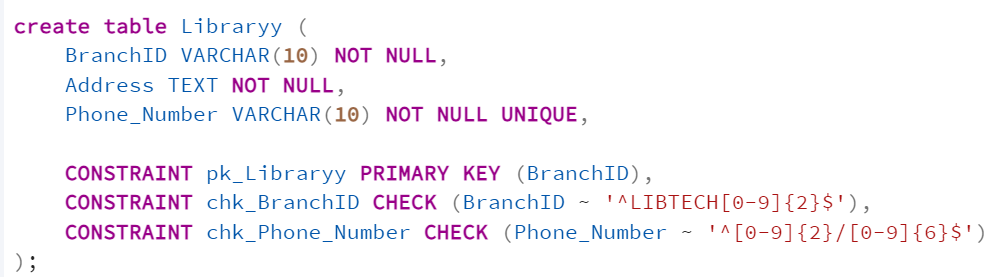 create table Libraryy (
    BranchID VARCHAR(10) NOT NULL,
    Address TEXT NOT NULL,
    Phone_Number VARCHAR(10) NOT NULL UNIQUE,

    CONSTRAINT pk_Libraryy PRIMARY KEY (BranchID),
    CONSTRAINT chk_BranchID CHECK (BranchID ~ '^LIBTECH[0-9]{2}$'),
    CONSTRAINT chk_Phone_Number CHECK (Phone_Number ~ '^[0-9]{2}/[0-9]{6}$')
);